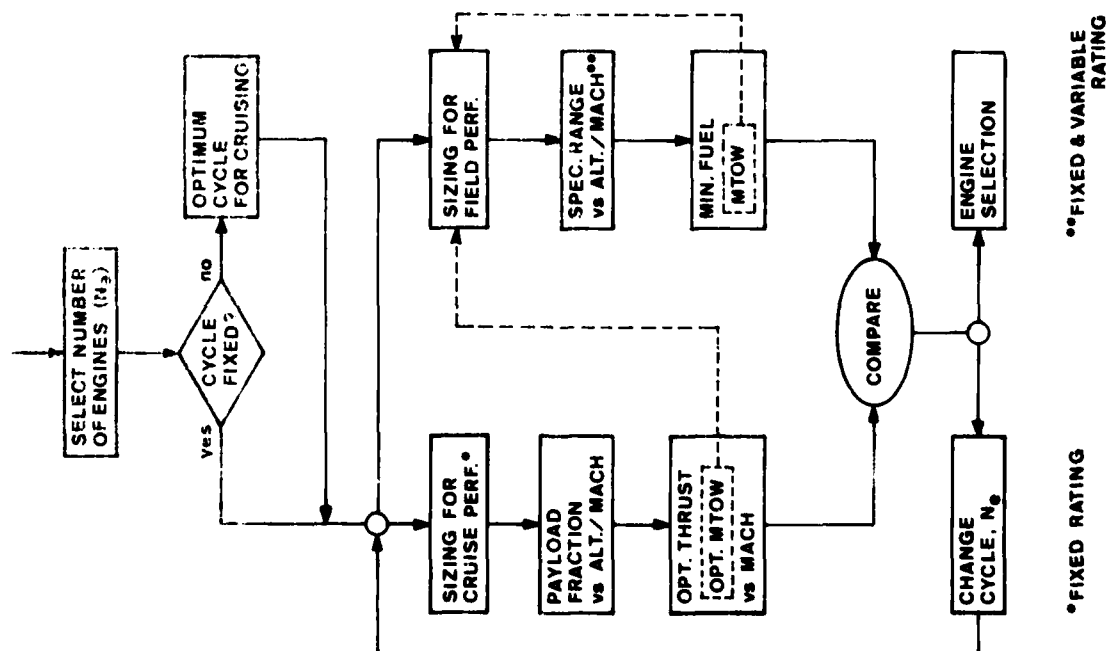 SELECT NUMBER
OF ENGINES (N3)
CYCLE
FIXED?
yes
no
OPTIMUM
CYCLE
FOR CRUISING
SIZING FOR
CRUISE PERF.*
PAYLOAD
FRACTION
vs ALT./MACH
OPT. THRUST
OPT. MTOW
vs MACH
SIZING FOR
FIELD PERF.
SPEC. RANGE
vs ALT./MACH**
MIN. FUEL
MTOW
COMPARE
CHANGE
CYCLE, Ne
ENGINE
SELECTION
*FIXED RATING
**FIXED & VARIABLE
RATING